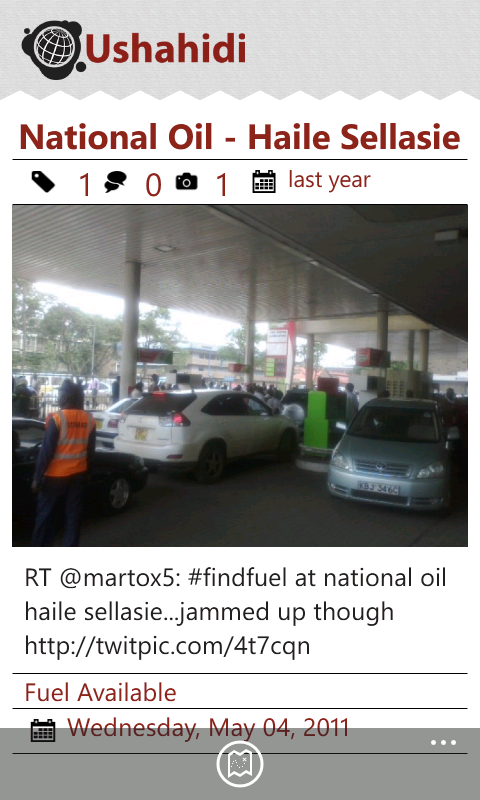 Ushahidi
National Oil - Haile Sellasie
1 0 1 last year
KBJ 546C
RT @martox5: #findfuel at national oil
haile sellasie...jammed up though
http://twitpic.com/4t7cqn
Fuel Available
Wednesday, May 04, 2011